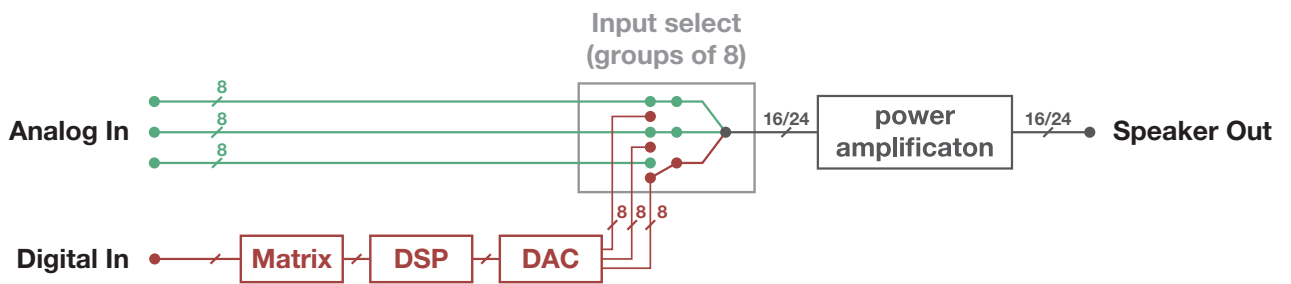 Input select
(groups of 8)
8
Analog In
8
8
16/24
power
amplificaton
16/24
Speaker Out
8
8
8
Digital In
Matrix
DSP
DAC